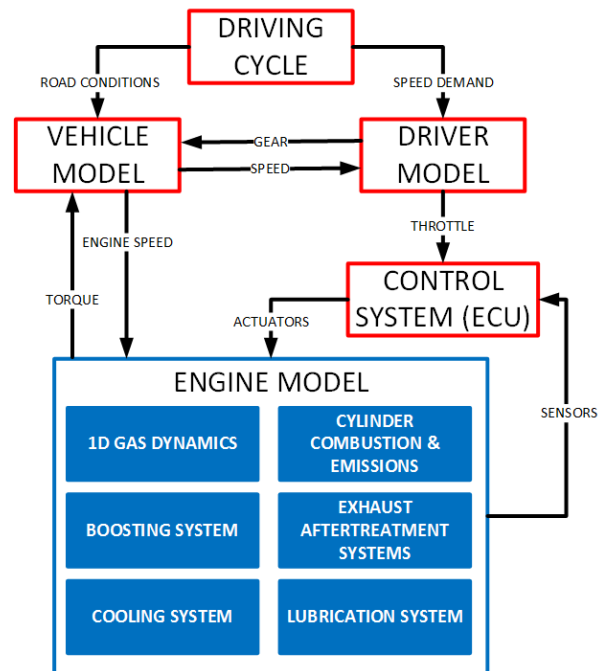 DRIVING
CYCLE
ROAD CONDITIONS
SPEED DEMAND
VEHICLE
MODEL
GEAR
SPEED
DRIVER
MODEL
ENGINE SPEED
THROTTLE
TORQUE
CONTROL
SYSTEM (ECU)
ACTUATORS
SENSORS
ENGINE MODEL
1D GAS DYNAMICS
CYLINDER
COMBUSTION &
EMISSIONS
BOOSTING SYSTEM
EXHAUST
AFTERTREATMENT
SYSTEMS
COOLING SYSTEM
LUBRICATION SYSTEM